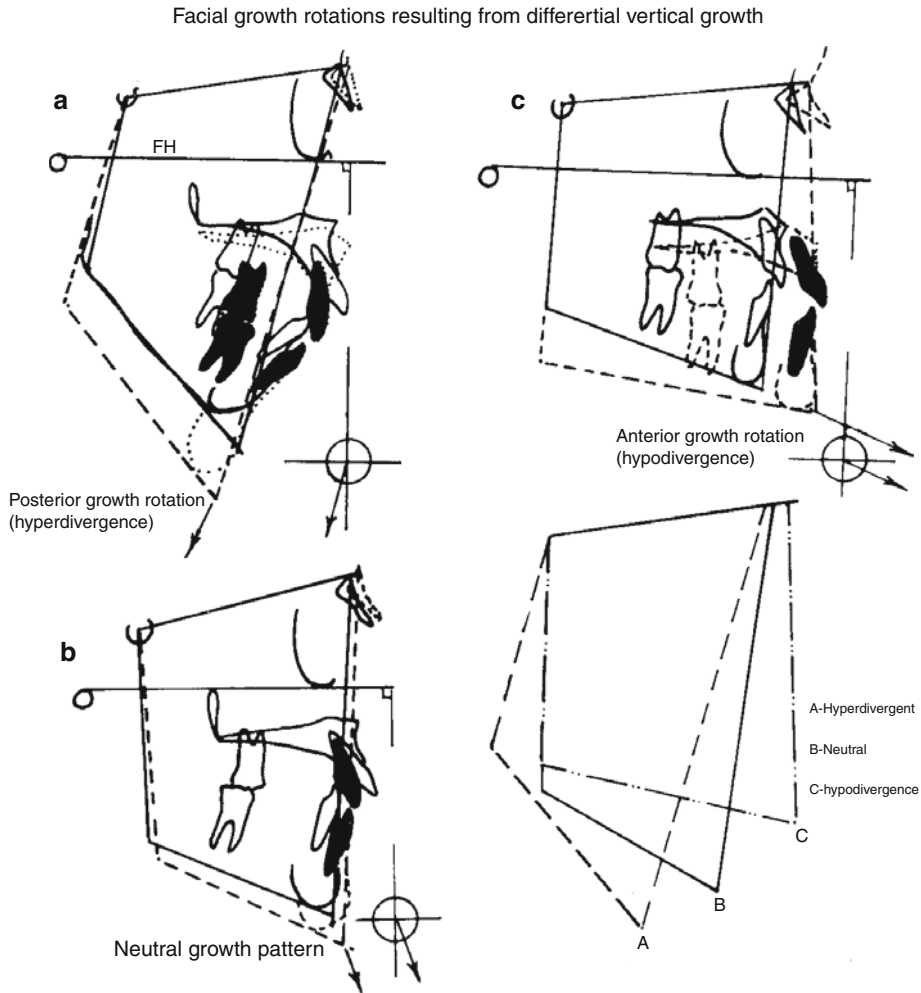 Facial growth rotations resulting from differertial vertical growth
a
FH
Posterior growth rotation
(hyperdivergence)
b
Neutral growth pattern
c
Anterior growth rotation
(hypodivergence)
A-Hyperdivergent
B-Neutral
C-hypodivergence
C
B
A